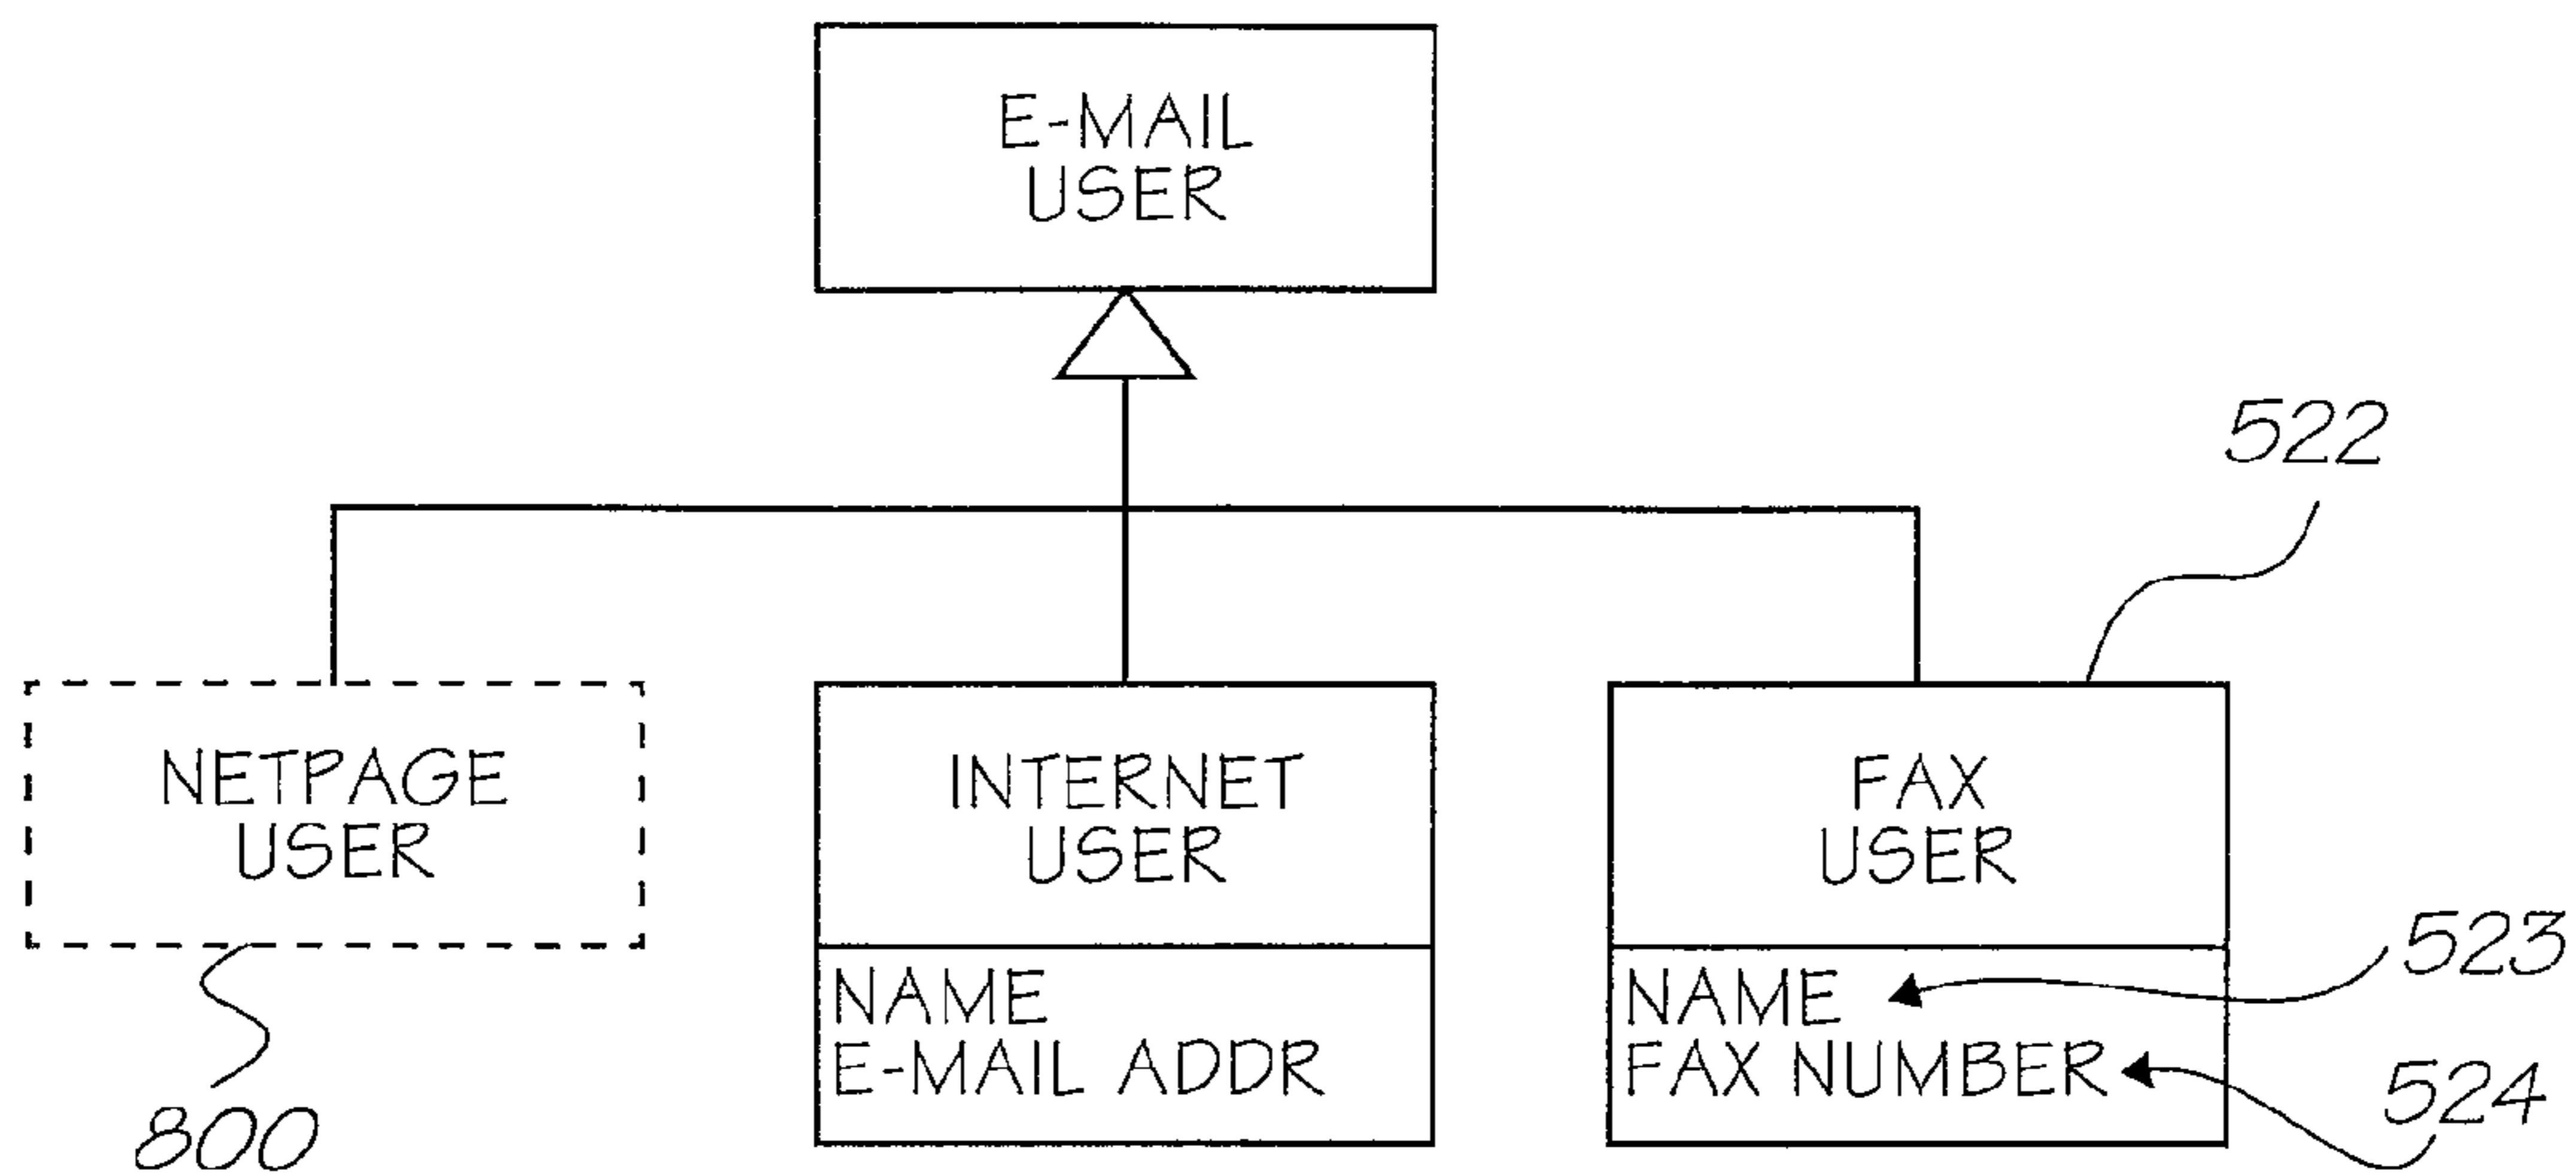 E-MAIL
USER
522
NETPAGE
USER
INTERNET
USER
FAX
USER
NAME
E-MAIL ADDR
NAME
FAX NUMBER
523
524
800